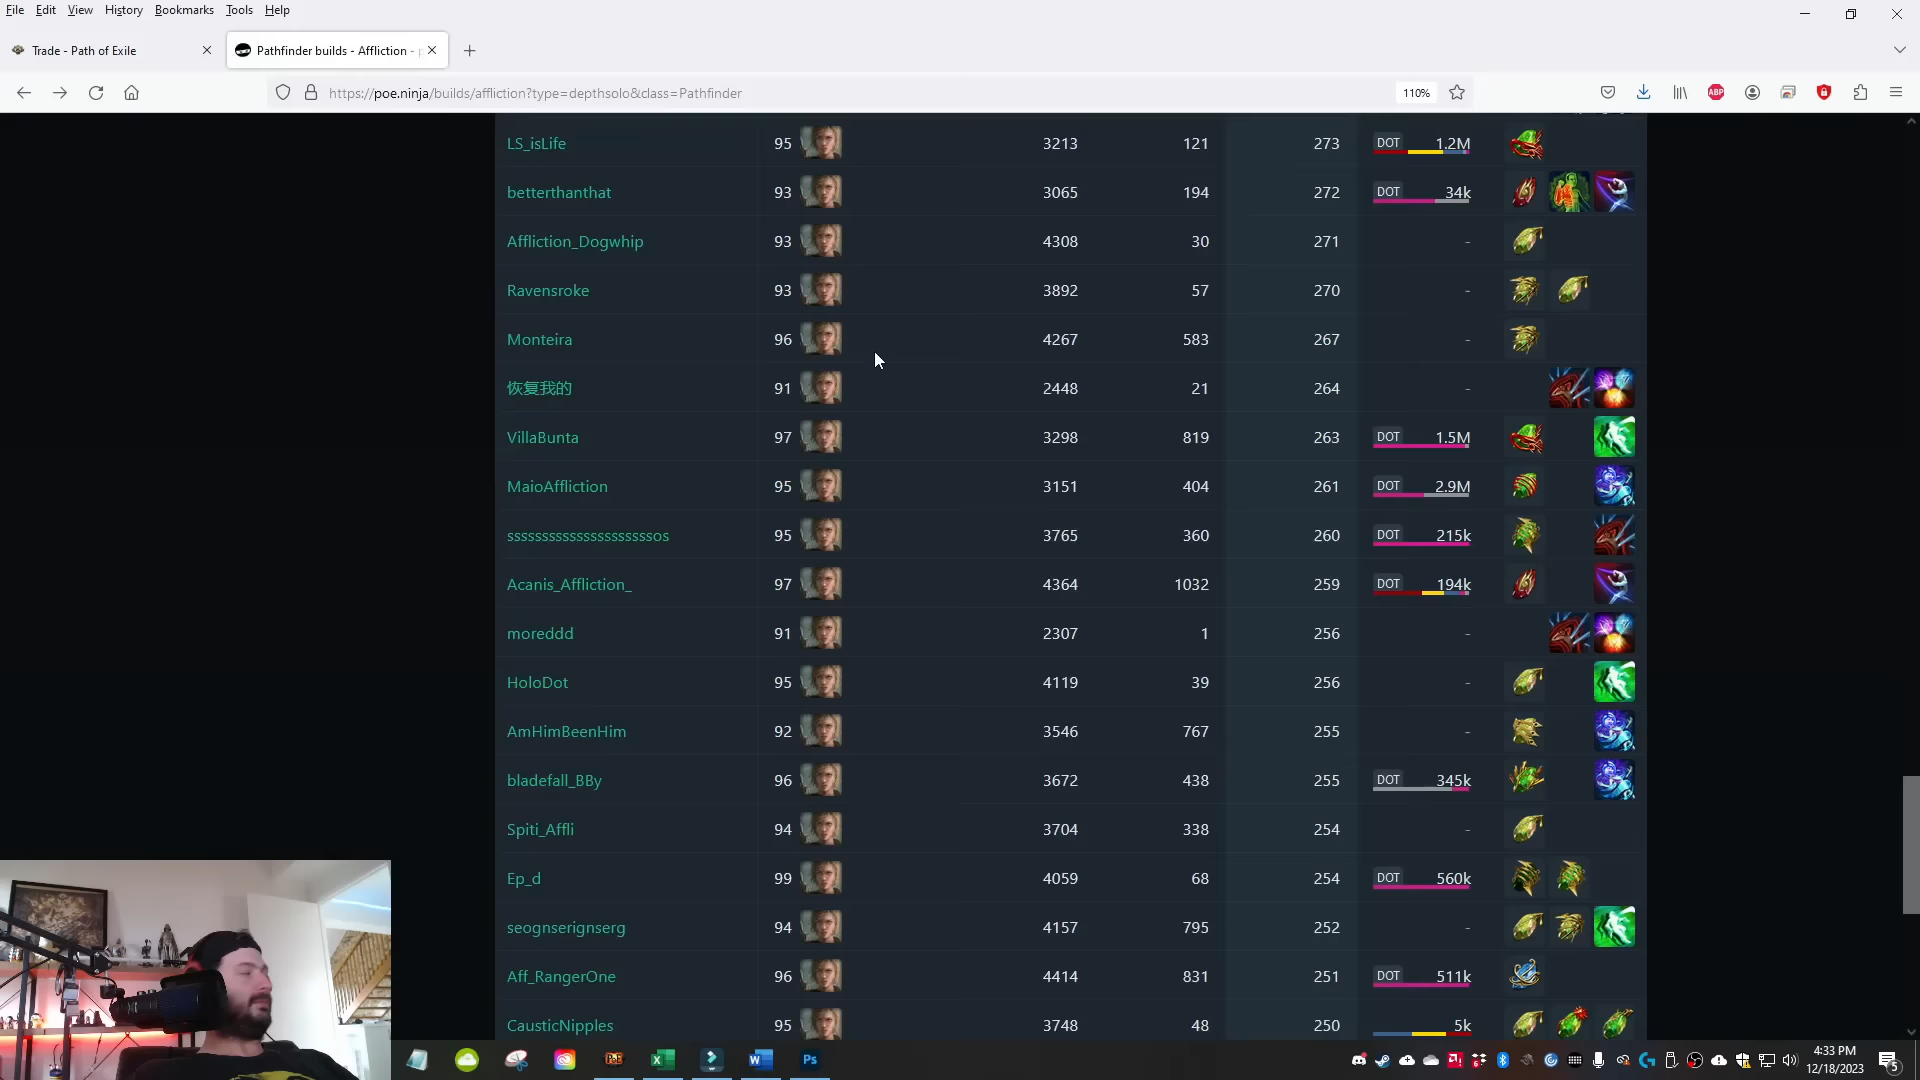 File Edit View History Bookmarks Tools Help
Trade - Path of Exile
Pathfinder builds - Affliction -
https://poe.ninja/builds/affliction?type=depthsolo&class=Pathfinder
110%
ABP
LS_isLife 95 3213 121 273 DOT 1.2M
betterthanthat 93 3065 194 272 DOT 34k
Affliction_Dogwhip 93 4308 30 271 -
Ravensroke 93 3892 57 270 -
Monteira 96 4267 583 267 -
恢复我的 91 2448 21 264 -
VillaBunta 97 3298 819 263 DOT 1.5M
MaioAffliction 95 3151 404 261 DOT 2.9M
sssssssssssssssssssssssos 95 3765 360 260 DOT 215k
Acanis_Affliction_ 97 4364 1032 259 DOT 194k
moreddd 91 2307 1 256 -
HoloDot 95 4119 39 256 -
AmHimBeenHim 92 3546 767 255 -
bladefall_BBy 96 3672 438 255 DOT 345k
Spiti_Affli 94 3704 338 254 -
Ep_d 99 4059 68 254 DOT 560k
seognserignserg 94 4157 795 252 -
Aff_RangerOne 96 4414 831 251 DOT 511k
CausticNipples 95 3748 48 250 5k
Ps
4:33 PM
12/18/2023
5